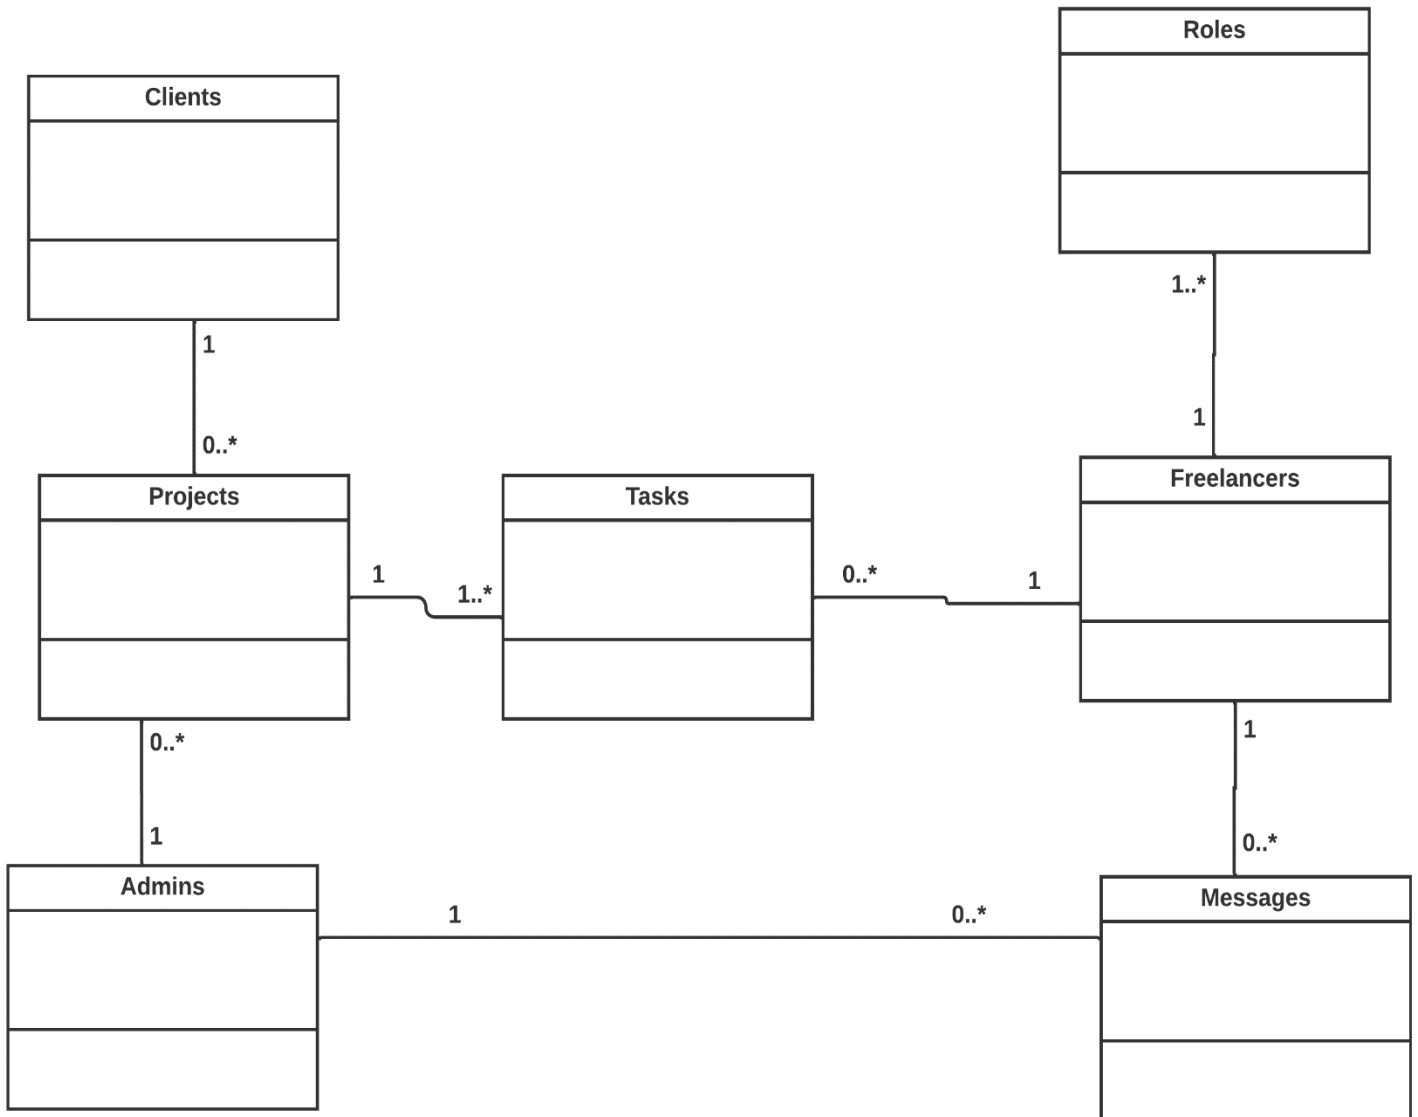 Roles
Clients
1..*
1
0..*
1
Projects
Tasks
Freelancers
1
1..*
0..*
1
0..*
1
1
0..*
Admins
Messages
1
0..*